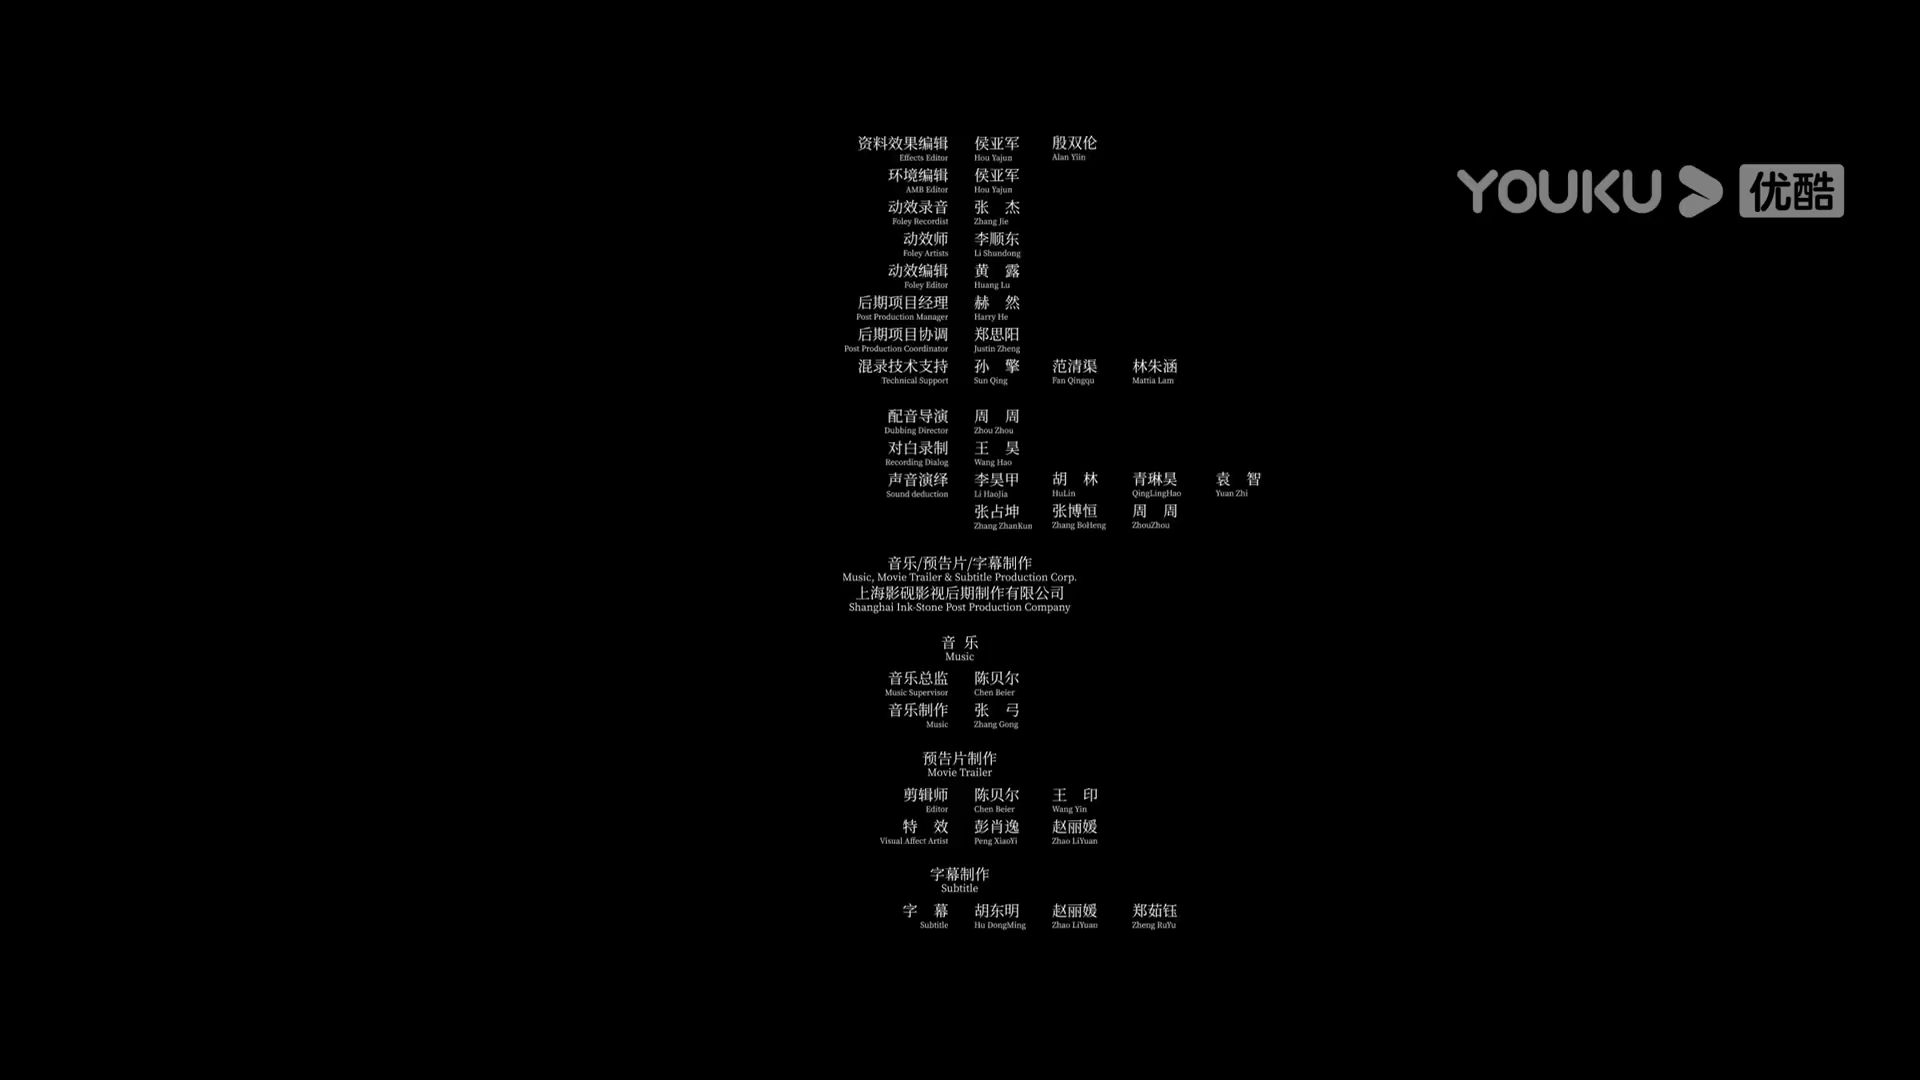 资料效果编辑 侯亚军 殷双伦
Effects Editor Hou Yajun Alan Yiin
YOUKU 优酷
环境编辑 侯亚军
AMB Editor Hou Yajun
动效录音 张 杰
Foley Recordist Zhang Jie
动效师 李顺东
Foley Artists Li Shundong
动效编辑 黄 露
Foley Editor Huang Lu
后期项目经理 赫 然
Post Production Manager Harry He
后期项目协调 郑思阳
Post Production Coordinator Justin Zheng
混录技术支持 孙 擎 范清渠 林朱涵
Technical Support Sun Qing Fan Qingqu Mattia Lam
配音导演 周 周
Dubbing Director Zhou Zhou
对白录制 王 昊
Recording Dialog Wang Hao
声音演绎 李昊甲 胡 林 青琳昊 袁 智
Sound deduction Li HaoJia HuLin QingLingHao Yuan Zhi
张占坤 张博恒 周 周
Zhang ZhanKun Zhang BoHeng ZhouZhou
音乐/预告片/字幕制作
Music, Movie Trailer & Subtitle Production Corp.
上海影砚影视后期制作有限公司
Shanghai Ink-Stone Post Production Company
音 乐
Music
音乐总监 陈贝尔
Music Supervisor Chen Beier
音乐制作 张 弓
Music Zhang Gong
预告片制作
Movie Trailer
剪辑师 陈贝尔 王 印
Editor Chen Beier Wang Yin
特 效 彭肖逸 赵丽媛
Visual Affect Artist Peng XiaoYi Zhao LiYuan
字幕制作
Subtitle
字 幕 胡东明 赵丽媛 郑茹钰
Subtitle Hu DongMing Zhao LiYuan Zheng RuYu